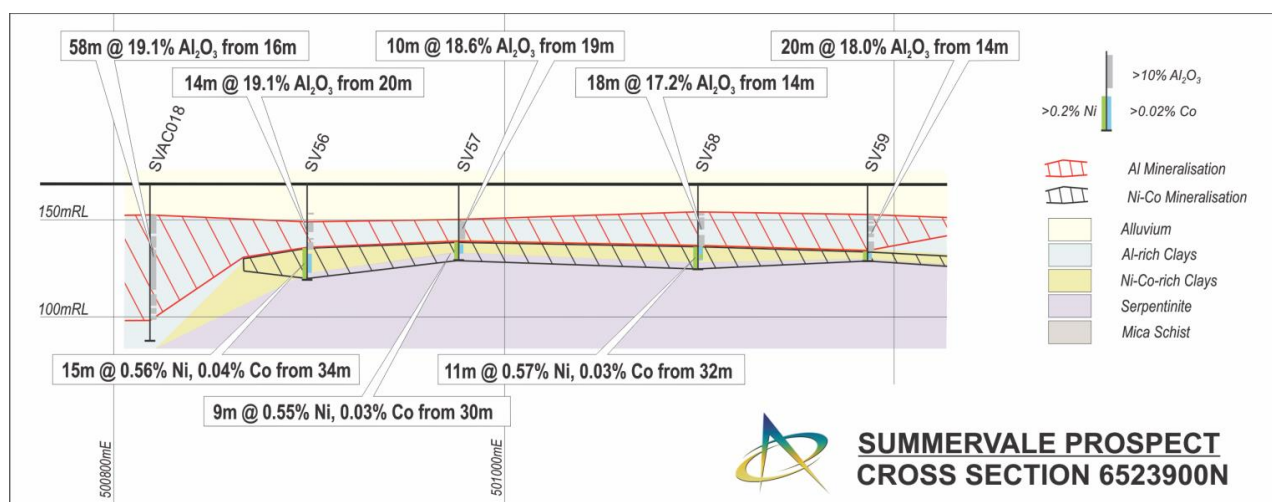 58m @ 19.1% Al₂O₃ from 16m
10m @ 18.6% Al₂O₃ from 19m
20m @ 18.0% Al₂O₃ from 14m
14m @ 19.1% Al₂O₃ from 20m
18m @ 17.2% Al₂O₃ from 14m
>10% Al₂O₃
>0.2% Ni
>0.02% Co
SVAC018
SV56
SV57
SV58
SV59
Al Mineralisation
Ni-Co Mineralisation
150mRL
Alluvium
Al-rich Clays
Ni-Co-rich Clays
100mRL
Serpentinite
Mica Schist
15m @ 0.56% Ni, 0.04% Co from 34m
11m @ 0.57% Ni, 0.03% Co from 32m
9m @ 0.55% Ni, 0.03% Co from 30m
500800mE
501000mE
SUMMERVALE PROSPECT
CROSS SECTION 6523900N